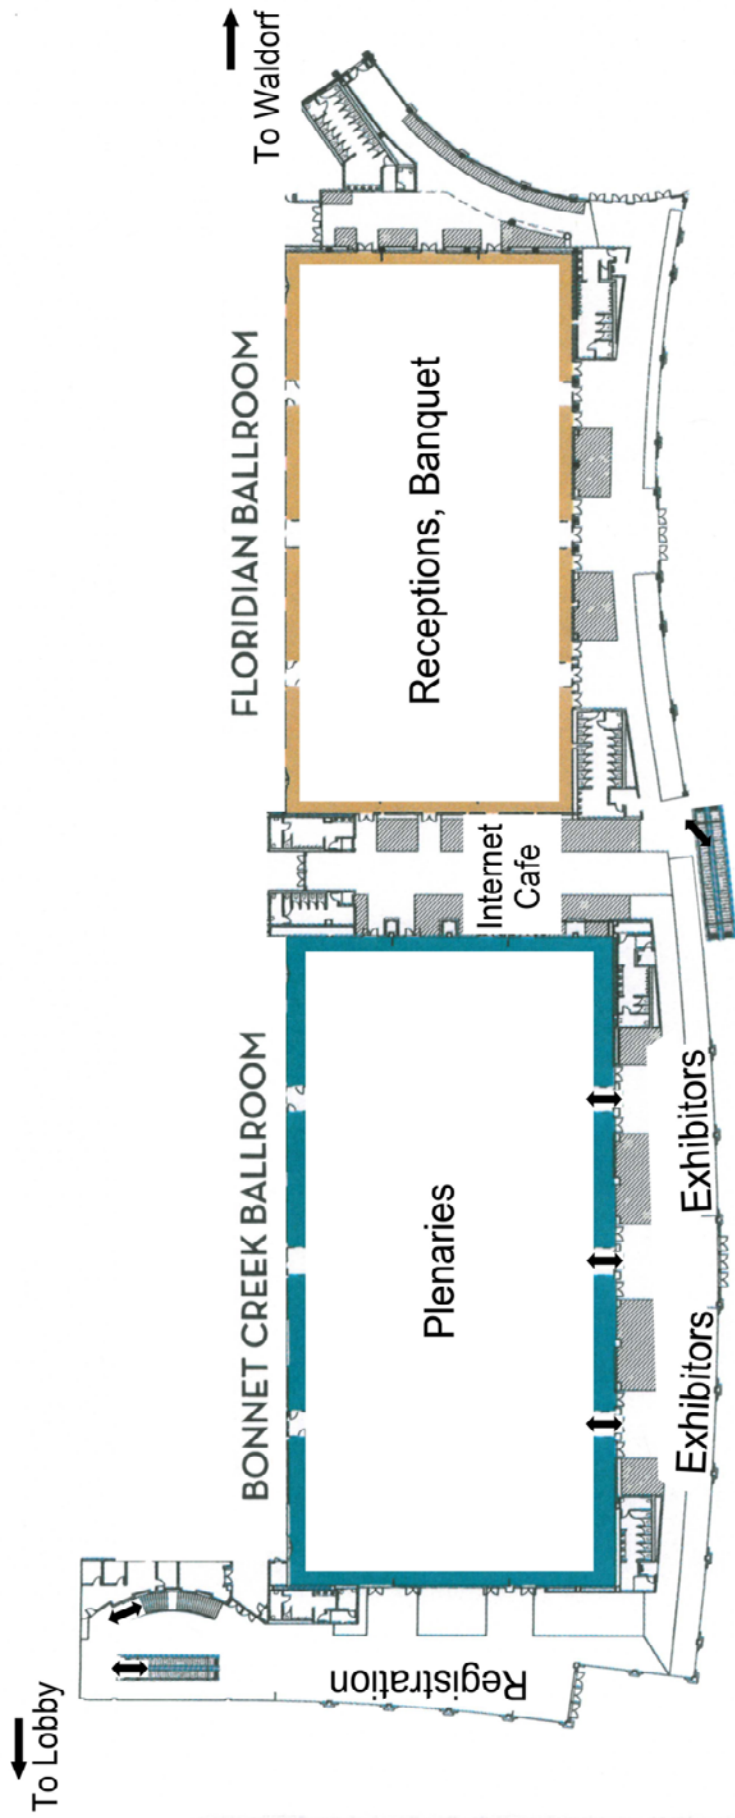 To Waldorf
FLORIDIAN BALLROOM
Receptions, Banquet
Internet
Cafe
BONNET CREEK BALLROOM
Plenaries
Exhibitors
Exhibitors
Registration
To Lobby